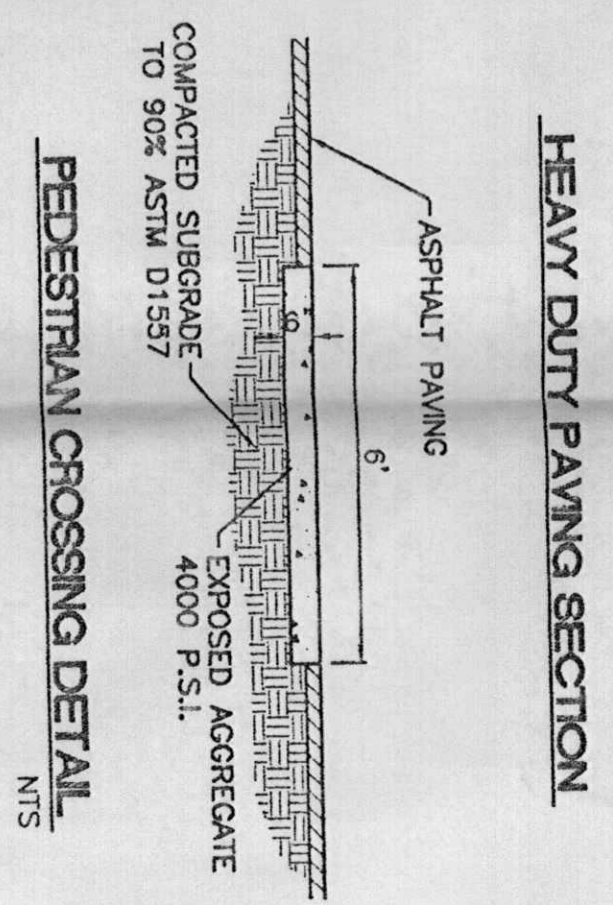 HEAVY DUTY PAVING SECTION
ASPHALT PAVING
6'
6
COMPACTED SUBGRADE
TO 90% ASTM D1557
EXPOSED AGGREGATE
4000 P.S.I.
PEDESTRIAN CROSSING DETAIL
NTS